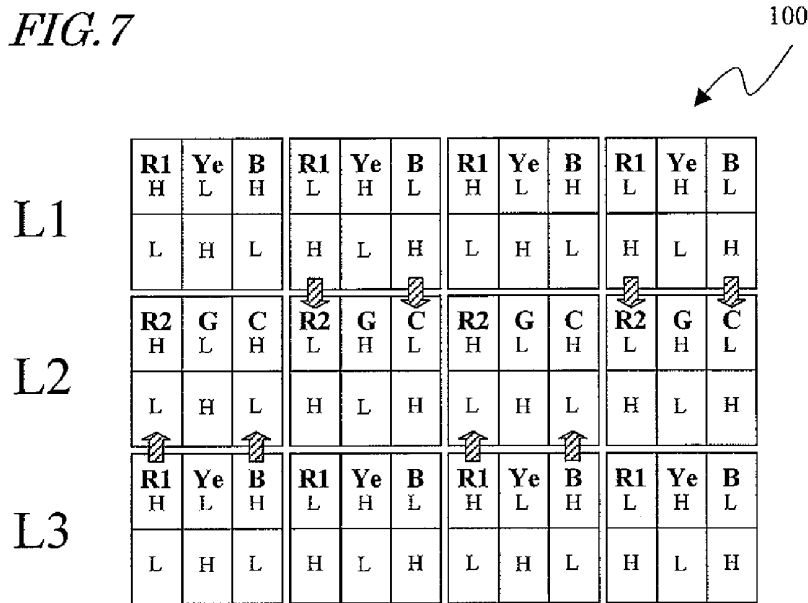 FIG.7
100
L1
R1 Ye B R1 Ye B R1 Ye B R1 Ye B
H L H L H L H L H L H L
L H L H L H L H L H L H
L2
R2 G C R2 G C R2 G C R2 G C
H L H L H L H L H L H L
L H L H L H L H L H L H
L3
R1 Ye B R1 Ye B R1 Ye B R1 Ye B
H L H L H L H L H L H L
L H L H L H L H L H L H